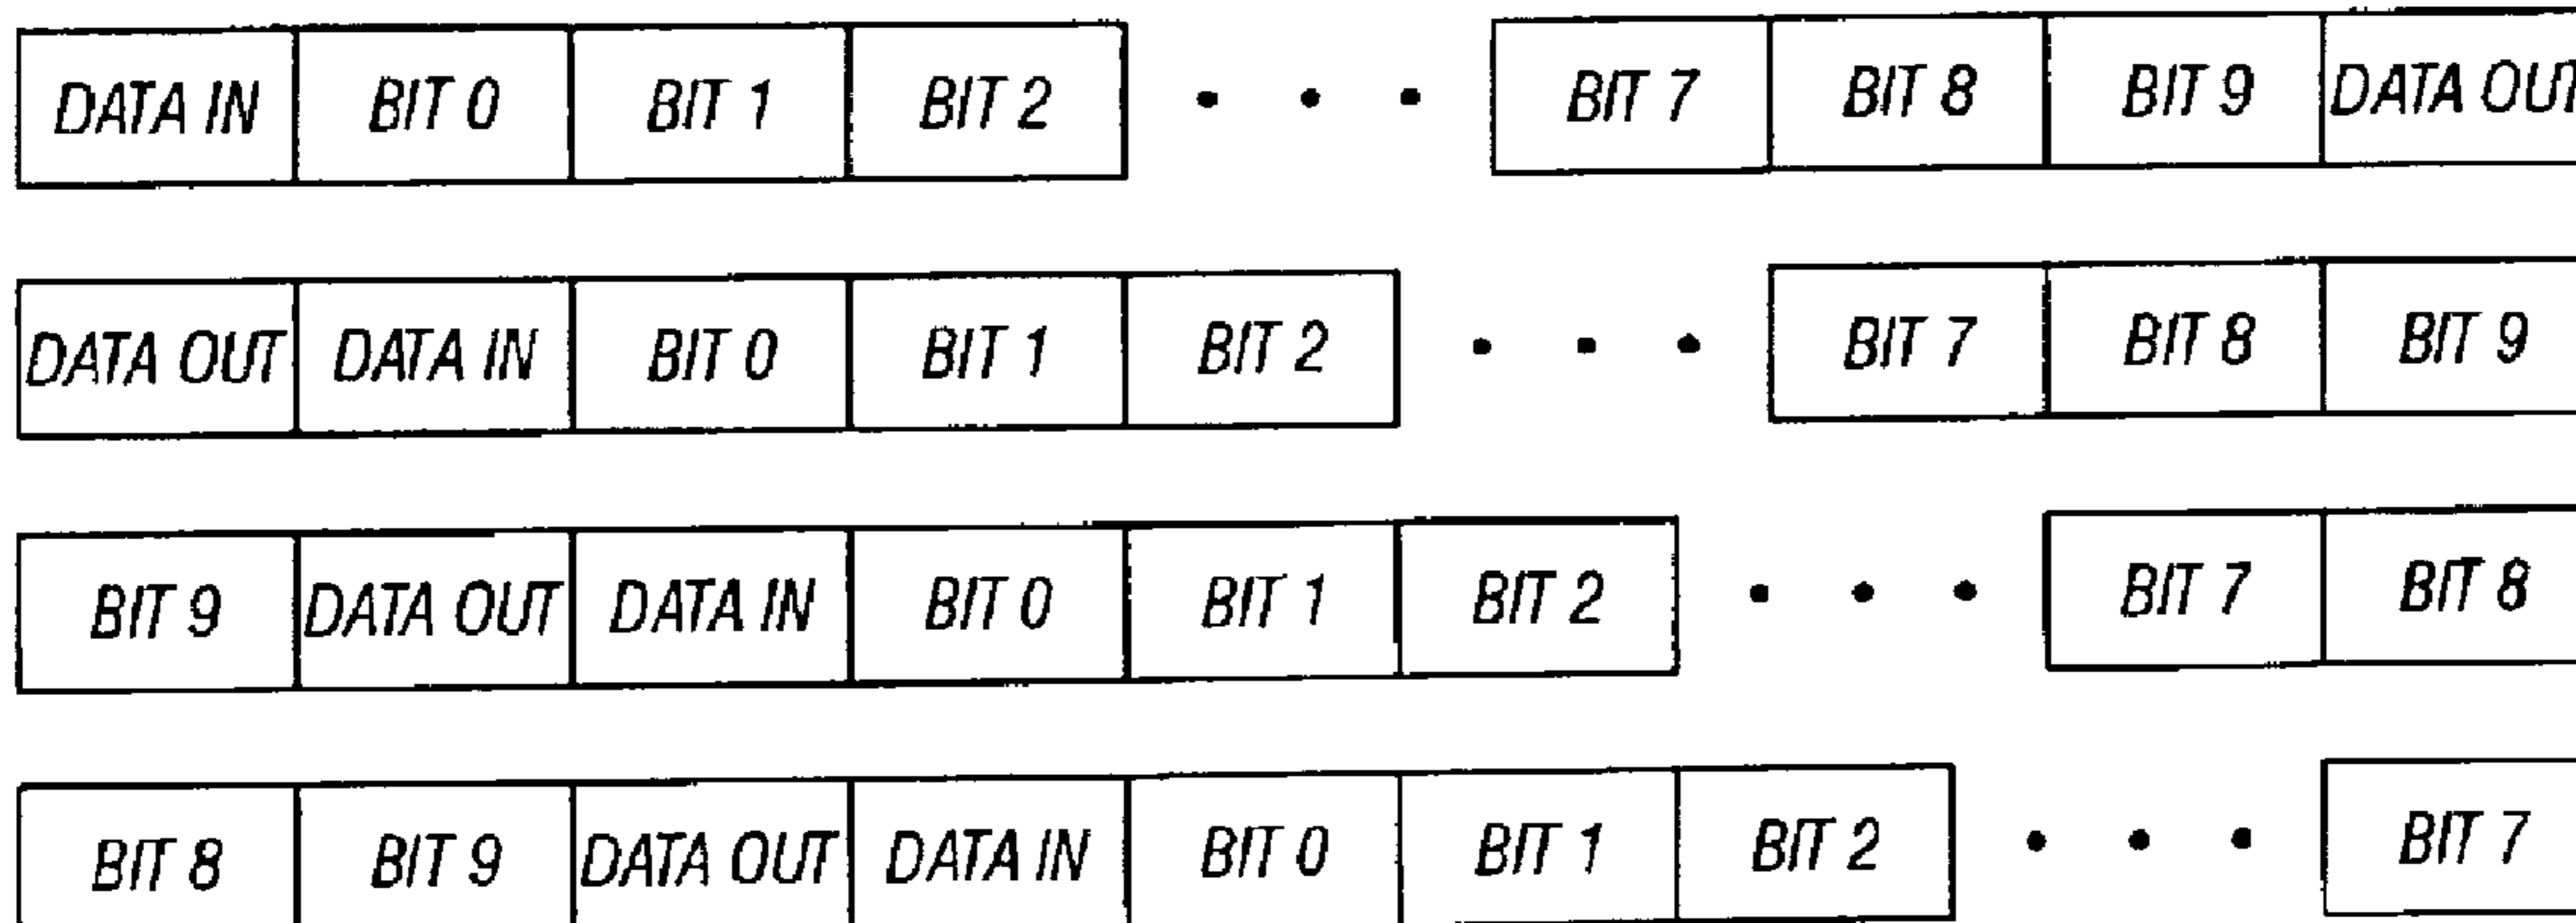 DATA IN BIT 0 BIT 1 BIT 2 • • • BIT 7 BIT 8 BIT 9 DATA OUT
DATA OUT DATA IN BIT 0 BIT 1 BIT 2 • • • BIT 7 BIT 8 BIT 9
BIT 9 DATA OUT DATA IN BIT 0 BIT 1 BIT 2 • • • BIT 7 BIT 8
BIT 8 BIT 9 DATA OUT DATA IN BIT 0 BIT 1 BIT 2 • • • BIT 7